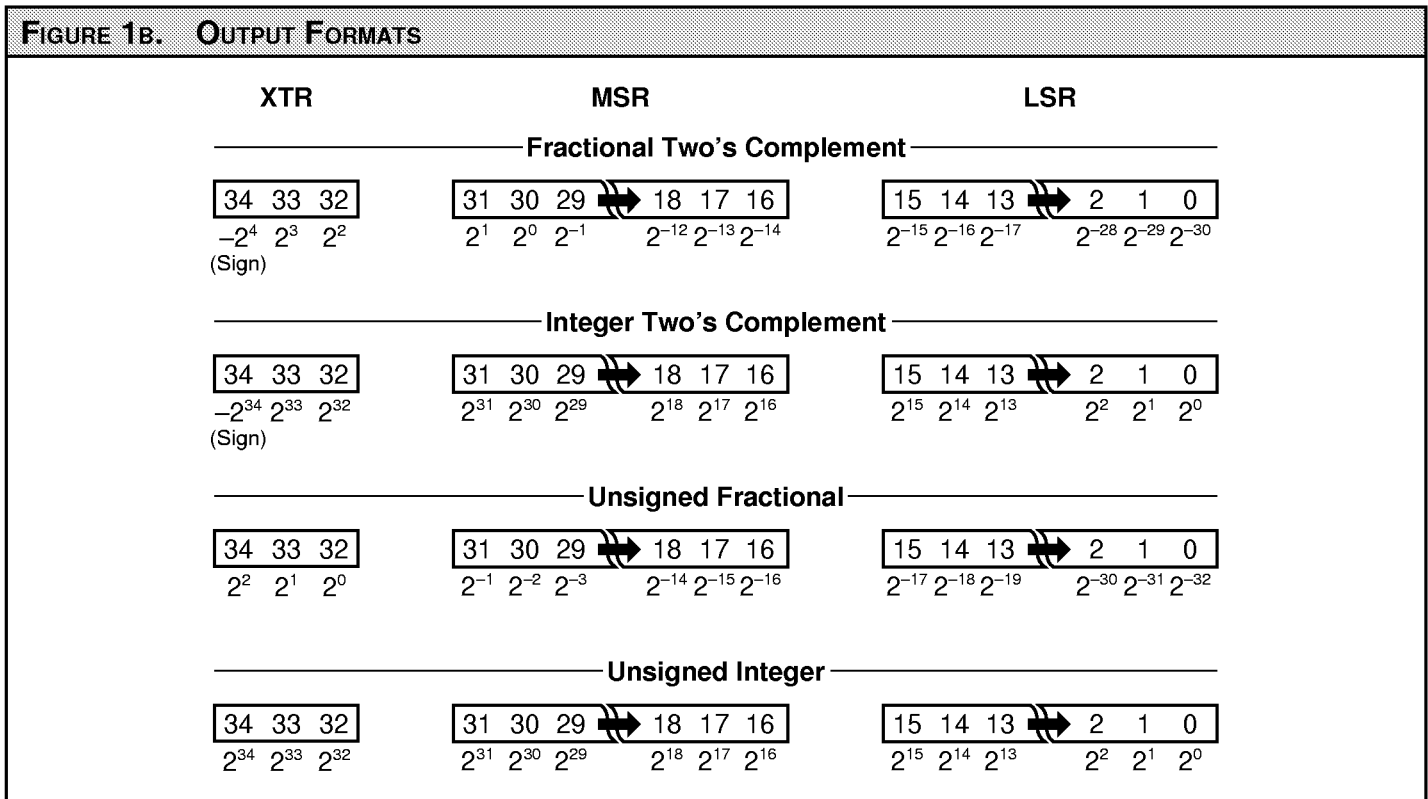 FIGURE 1B. OUTPUT FORMATS
XTR MSR LSR
Fractional Two's Complement
34 33 32 31 30 29 18 17 16 15 14 13 2 1 0
–2⁴ 2³ 2² 2¹ 2⁰ 2⁻¹ 2⁻¹² 2⁻¹³ 2⁻¹⁴ 2⁻¹⁵ 2⁻¹⁶ 2⁻¹⁷ 2⁻²⁸ 2⁻²⁹ 2⁻³⁰
(Sign)
Integer Two's Complement
34 33 32 31 30 29 18 17 16 15 14 13 2 1 0
–2³⁴ 2³³ 2³² 2³¹ 2³⁰ 2²⁹ 2¹⁸ 2¹⁷ 2¹⁶ 2¹⁵ 2¹⁴ 2¹³ 2² 2¹ 2⁰
(Sign)
Unsigned Fractional
34 33 32 31 30 29 18 17 16 15 14 13 2 1 0
2² 2¹ 2⁰ 2⁻¹ 2⁻² 2⁻³ 2⁻¹⁴ 2⁻¹⁵ 2⁻¹⁶ 2⁻¹⁷ 2⁻¹⁸ 2⁻¹⁹ 2⁻³⁰ 2⁻³¹ 2⁻³²
Unsigned Integer
34 33 32 31 30 29 18 17 16 15 14 13 2 1 0
2³⁴ 2³³ 2³² 2³¹ 2³⁰ 2²⁹ 2¹⁸ 2¹⁷ 2¹⁶ 2¹⁵ 2¹⁴ 2¹³ 2² 2¹ 2⁰